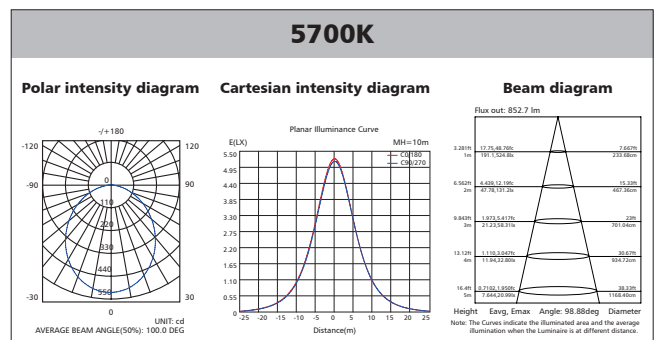 5700K
Polar intensity diagram
-/+180
-120
120
-90
90
-30
30
0
110
220
330
440
550
0
UNIT: cd
AVERAGE BEAM ANGLE(50%): 100.0 DEG
Cartesian intensity diagram
Planar Illuminance Curve
E(LX)
MH=10m
C0/180
C90/270
5.50
4.95
4.40
3.85
3.30
2.75
2.20
1.65
1.10
0.55
0
-25 -20 -15 -10 -5 0 5 10 15 20 25
Distance(m)
Beam diagram
Flux out: 852.7 lm
3.281ft 17.75,48.76fc 7.667ft
1m 191.1,524.8lx 233.68cm
6.562ft 4.439,12.19fc 15.33ft
2m 47.78,131.2lx 467.36cm
9.843ft 1.973,5.417fc 23ft
3m 21.23,58.31lx 701.04cm
13.12ft 1.110,3.047fc 30.67ft
4m 11.94,32.80lx 934.72cm
16.4ft 0.7102,1.950fc 38.33ft
5m 7.644,20.99lx 1168.40cm
Height Eavg, Emax Angle: 98.88deg Diameter
Note: The Curves indicate the illuminated area and the average
illumination when the Luminaire is at different distance.